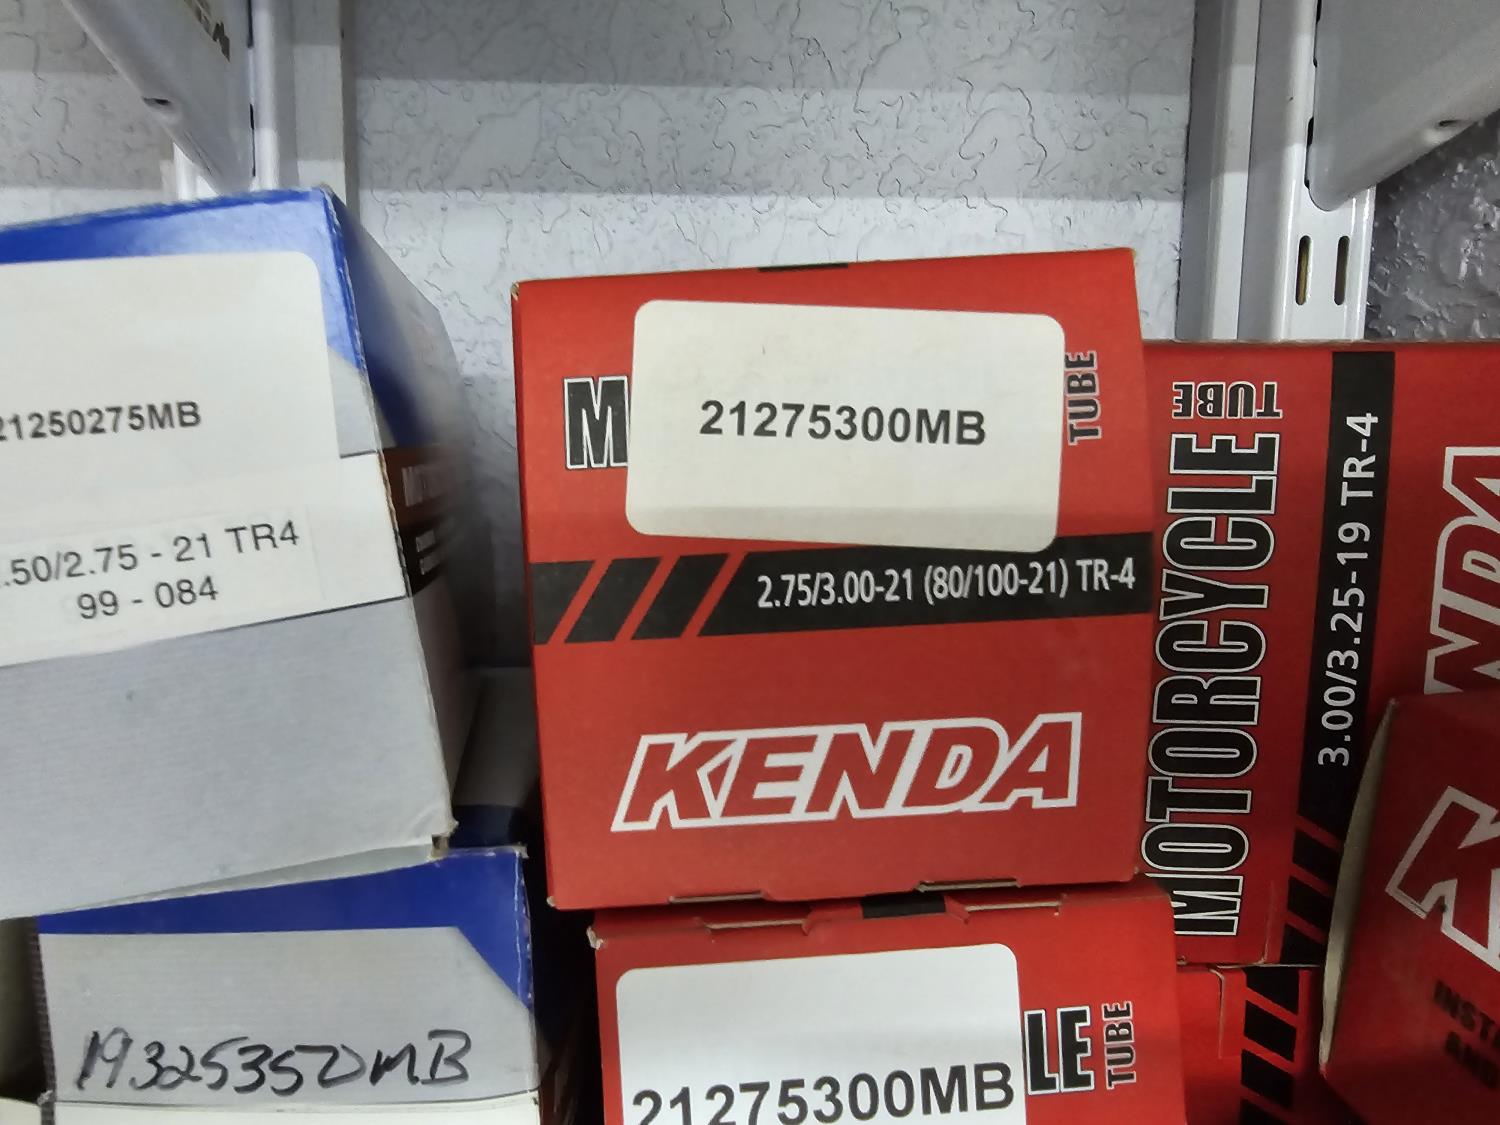 21250275MB
.50/2.75 - 21 TR4
99 - 084
M
21275300MB
TUBE
2.75/3.00-21 (80/100-21) TR-4
KENDA
MOTORCYCLE TUBE
3.00/3.25-19 TR-4
19325350MB
21275300MB
LE
TUBE